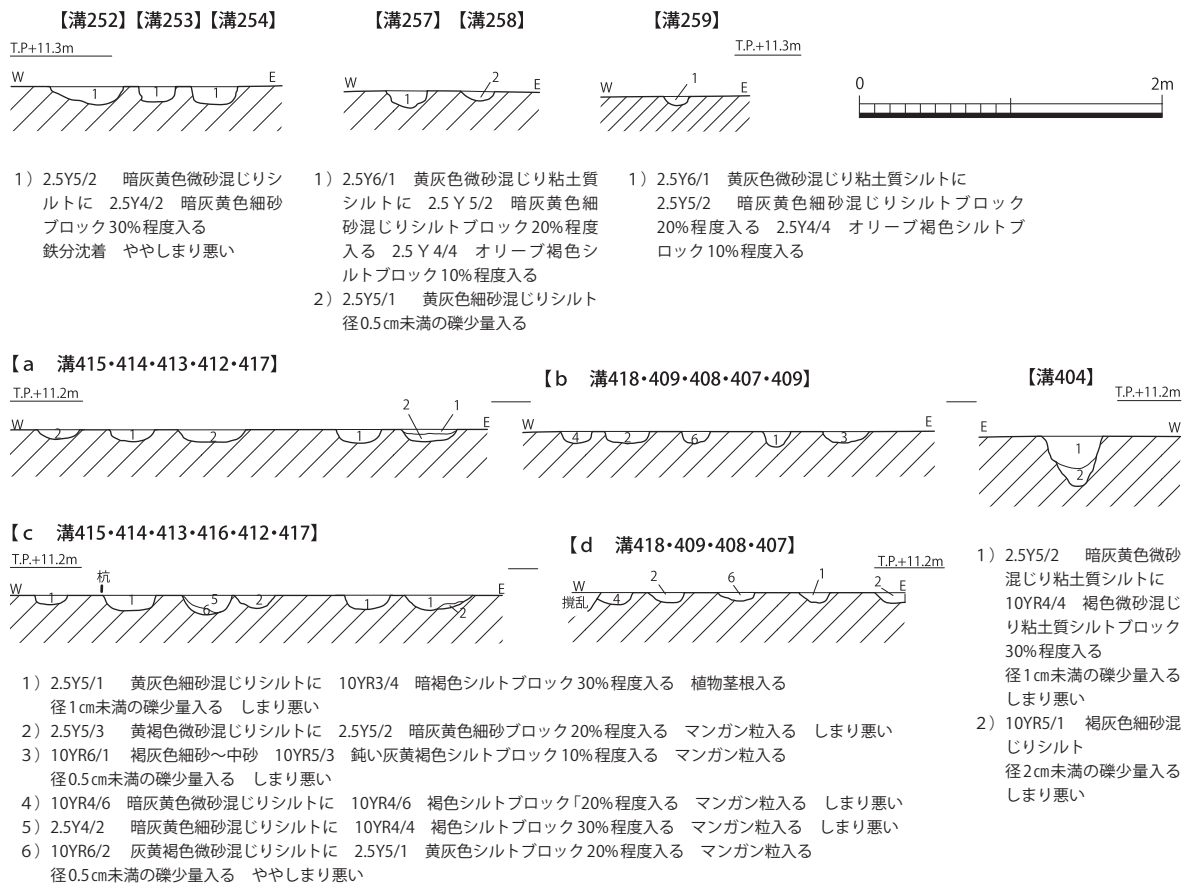 【溝252】【溝253】【溝254】
T.P+11.3m
W E
1 1 1
1）2.5Y5/2　暗灰黄色微砂混じりシ
ルトに　2.5Y4/2　暗灰黄色細砂
ブロック30%程度入る
鉄分沈着　ややしまり悪い
【溝257】【溝258】
W E
1 2
1）2.5Y6/1　黄灰色微砂混じり粘土質
シルトに　2.5Y5/2　暗灰黄色細
砂混じりシルトブロック20%程度
入る　2.5Y4/4　オリーブ褐色シ
ルトブロック10%程度入る
2）2.5Y5/1　黄灰色細砂混じりシルト
径0.5㎝未満の礫少量入る
【溝259】
T.P.+11.3m
W E
1
0 2m
1）2.5Y6/1　黄灰色微砂混じり粘土質シルトに
2.5Y5/2　暗灰黄色細砂混じりシルトブロック
20%程度入る　2.5Y4/4　オリーブ褐色シルトブ
ロック10%程度入る
【a　溝415・414・413・412・417】
T.P.+11.2m
W E
2 1 2 1 2 1
【b　溝418・409・408・407・409】
W E
4 2 6 1 3
【溝404】
T.P.+11.2m
E W
1
2
1）2.5Y5/2　暗灰黄色微砂
混じり粘土質シルトに
10YR4/4　褐色微砂混じ
り粘土質シルトブロック
30%程度入る
径1㎝未満の礫少量入る
しまり悪い
2）10YR5/1　褐灰色細砂混
じりシルト
径2㎝未満の礫少量入る
しまり悪い
【c　溝415・414・413・416・412・417】
T.P.+11.2m
杭
W E
1 1 5 6 2 1 1 2
【d　溝418・409・408・407】
T.P.+11.2m
W E
撹乱
4 2 6 1 2
1）2.5Y5/1　黄灰色細砂混じりシルトに　10YR3/4　暗褐色シルトブロック30%程度入る　植物茎根入る
径1㎝未満の礫少量入る　しまり悪い
2）2.5Y5/3　黄褐色微砂混じりシルトに　2.5Y5/2　暗灰黄色細砂ブロック20%程度入る　マンガン粒入る　しまり悪い
3）10YR6/1　褐灰色細砂～中砂　10YR5/3　鈍い灰黄褐色シルトブロック10%程度入る　マンガン粒入る
径0.5㎝未満の礫少量入る　しまり悪い
4）10YR4/6　暗灰黄色微砂混じりシルトに　10YR4/6　褐色シルトブロック「20%程度入る　マンガン粒入る　しまり悪い
5）2.5Y4/2　暗灰黄色細砂混じりシルトに　10YR4/4　褐色シルトブロック30%程度入る　マンガン粒入る　しまり悪い
6）10YR6/2　灰黄褐色微砂混じりシルトに　2.5Y5/1　黄灰色シルトブロック20%程度入る　マンガン粒入る
径0.5㎝未満の礫少量入る　ややしまり悪い